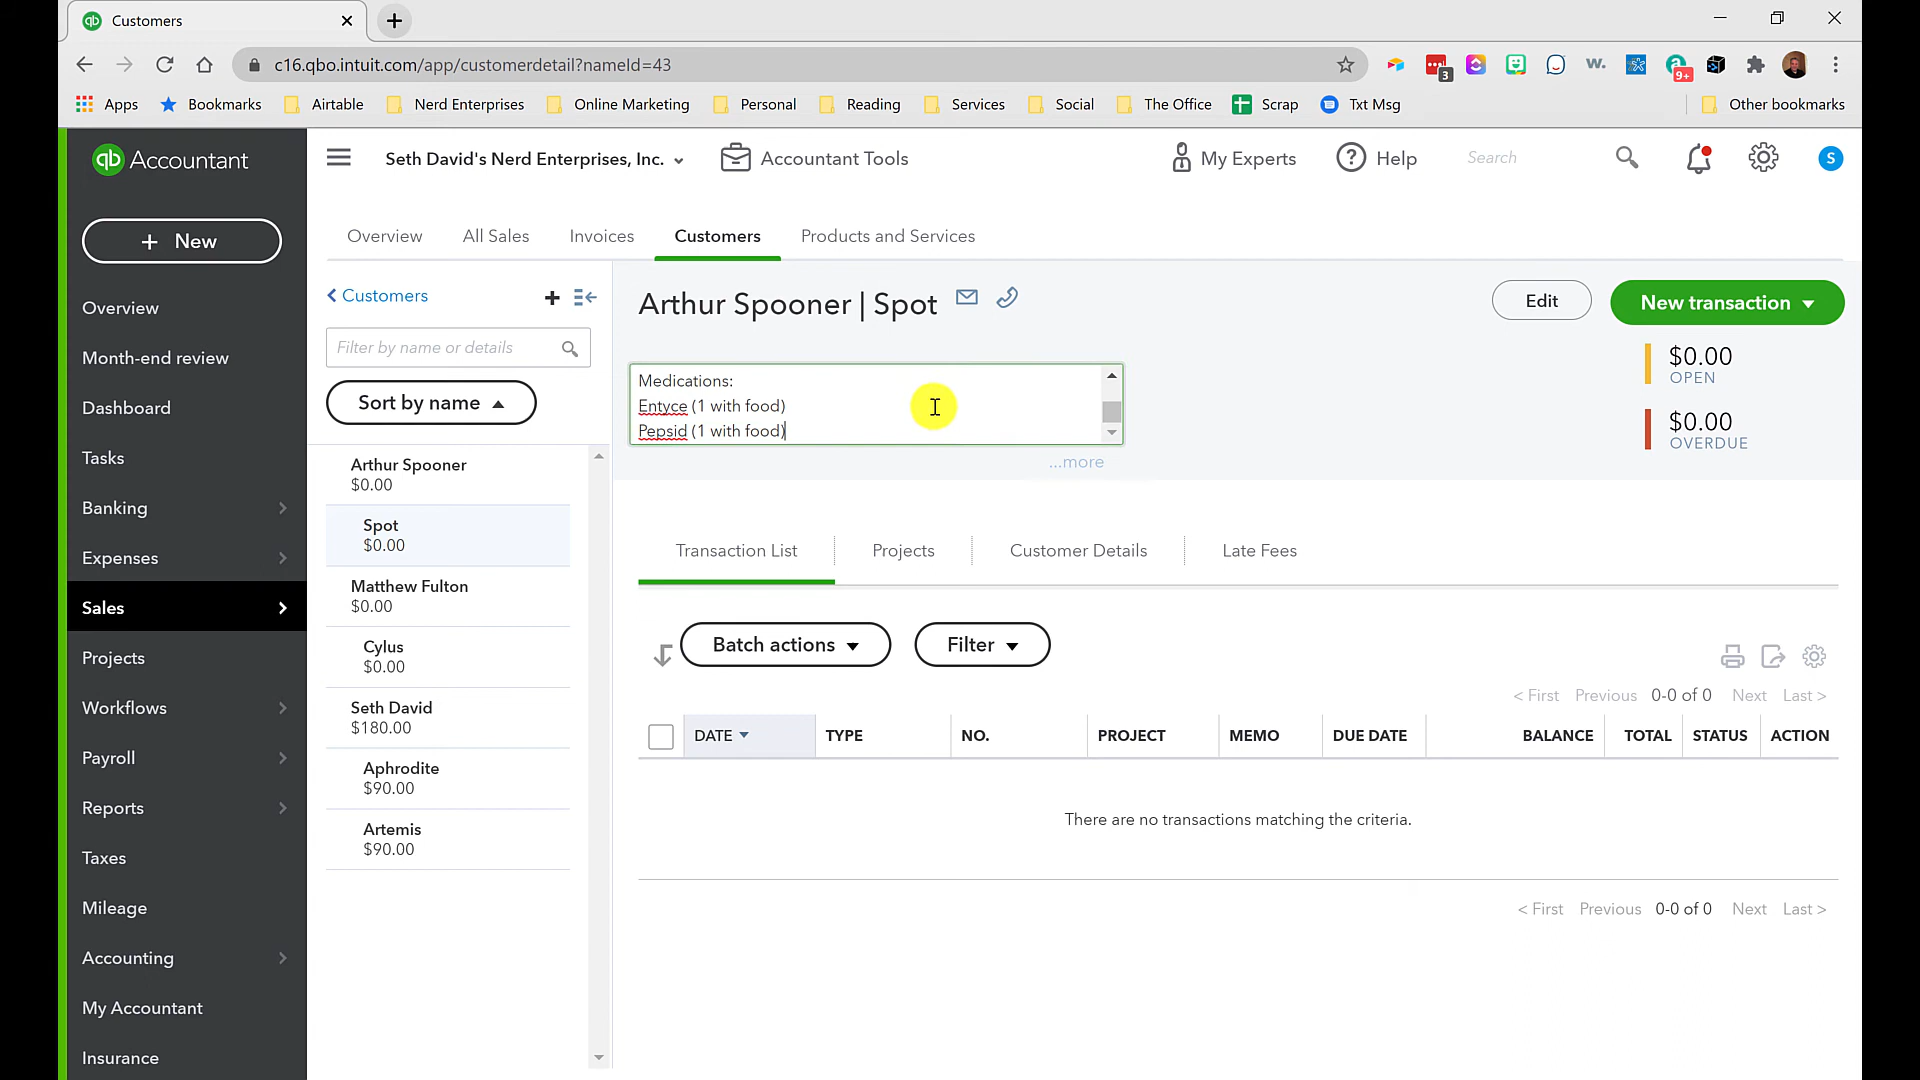 Customers
c16.qbo.intuit.com/app/customerdetail?nameId=43
3
w.
9+
Apps Bookmarks Airtable Nerd Enterprises Online Marketing Personal Reading Services Social The Office Scrap Txt Msg Other bookmarks
qb Accountant
Seth David's Nerd Enterprises, Inc. Accountant Tools My Experts Help Search S
+ New
Overview All Sales Invoices Customers Products and Services
Overview
Month-end review
Dashboard
Tasks
Banking
Expenses
Sales
Projects
Workflows
Payroll
Reports
Taxes
Mileage
Accounting
My Accountant
Insurance
Customers
Filter by name or details
Sort by name
Arthur Spooner
$0.00
Spot
$0.00
Matthew Fulton
$0.00
Cylus
$0.00
Seth David
$180.00
Aphrodite
$90.00
Artemis
$90.00
Arthur Spooner | Spot
Edit New transaction
Medications:
Entyce (1 with food)
Pepsid (1 with food)
...more
$0.00
OPEN
$0.00
OVERDUE
Transaction List Projects Customer Details Late Fees
Batch actions Filter
< First Previous 0-0 of 0 Next Last >
DATE TYPE NO. PROJECT MEMO DUE DATE BALANCE TOTAL STATUS ACTION
There are no transactions matching the criteria.
< First Previous 0-0 of 0 Next Last >